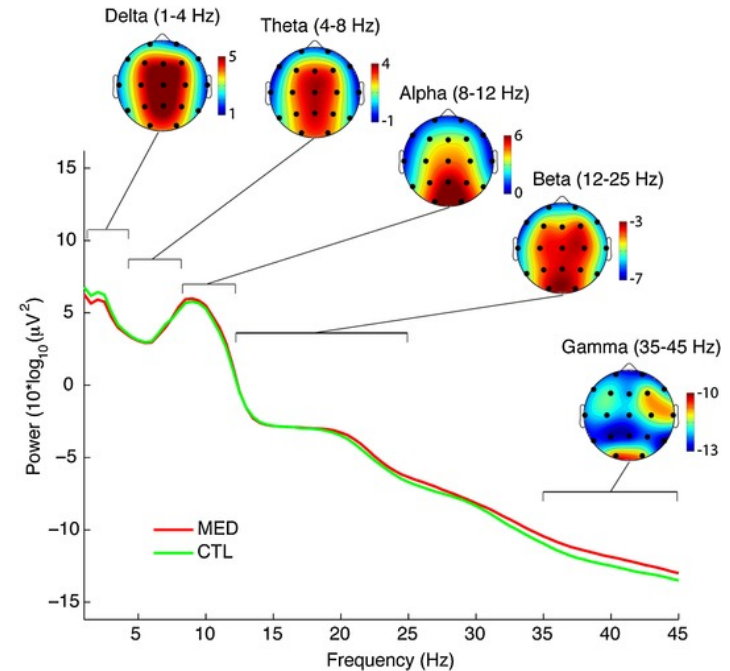 Delta (1-4 Hz)
5
1
Theta (4-8 Hz)
4
-1
Alpha (8-12 Hz)
6
0
Beta (12-25 Hz)
-3
-7
Gamma (35-45 Hz)
-10
-13
Power (10*log10(μV2)
15
10
5
0
−5
−10
−15
MED
CTL
5 10 15 20 25 30 35 40 45
Frequency (Hz)